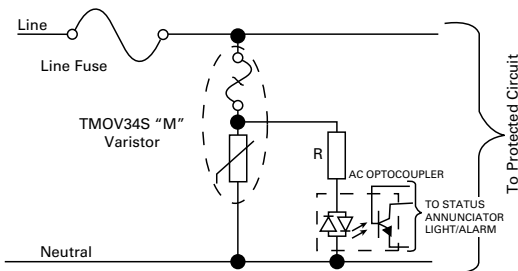 Line
Line Fuse
TMOV34S “M”
Varistor
R
AC OPTOCOUPLER
TO STATUS
ANNUNCIATOR
LIGHT/ALARM
To Protected Circuit
Neutral